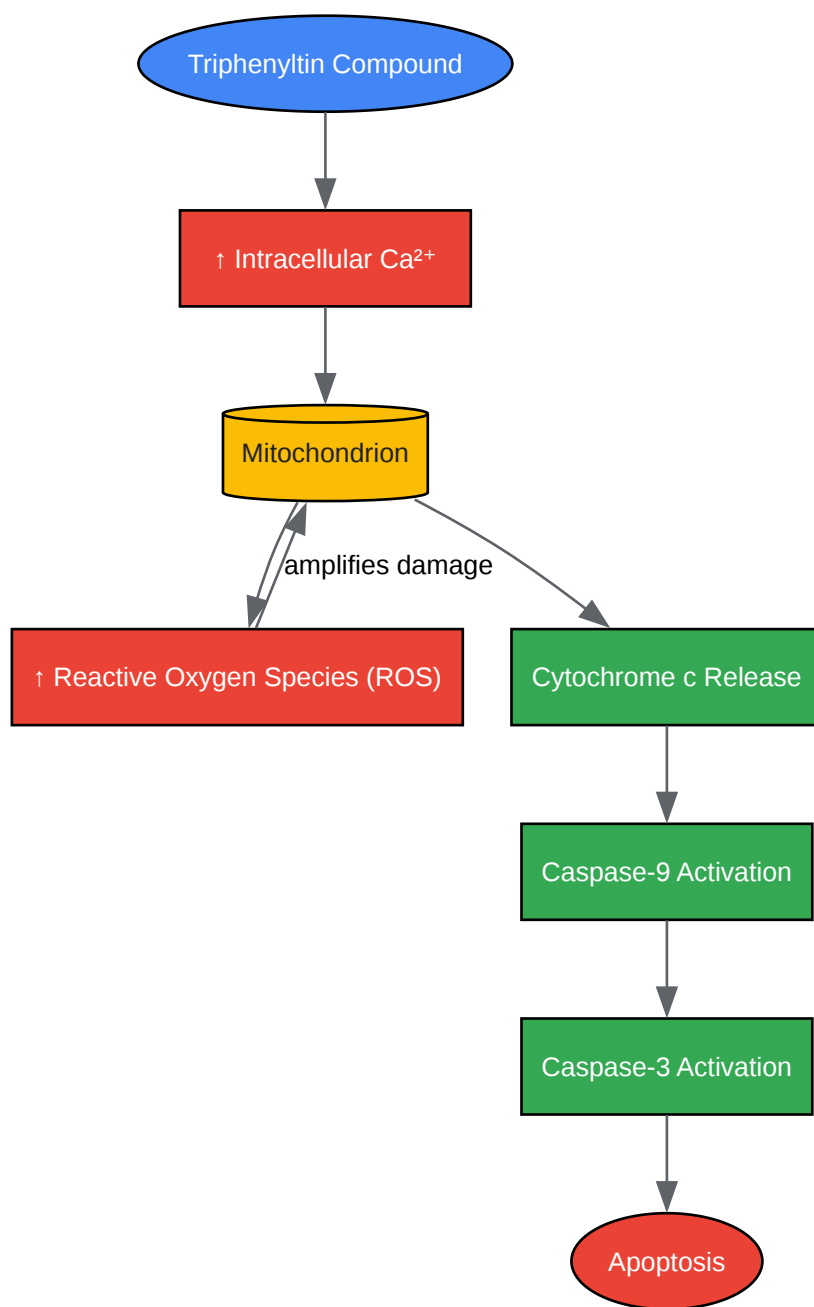 Triphenyltin Compound
↑ Intracellular Ca²⁺
Mitochondrion
amplifies damage
↑ Reactive Oxygen Species (ROS)
Cytochrome c Release
Caspase-9 Activation
Caspase-3 Activation
Apoptosis